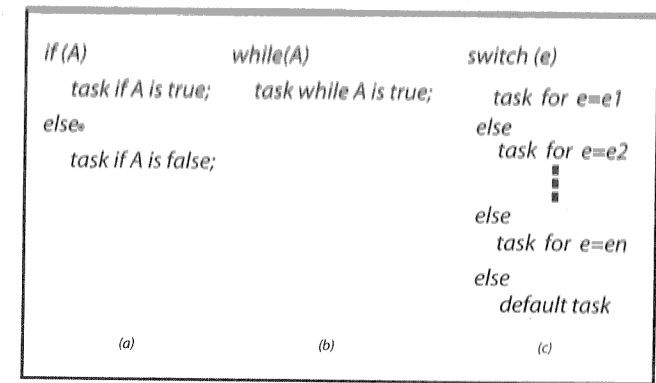 if (A)
task if A is true;
else
task if A is false;
(a)
while(A)
task while A is true;
(b)
switch (e)
task for e=e1
else
task for e=e2
else
task for e=en
else
default task
(c)